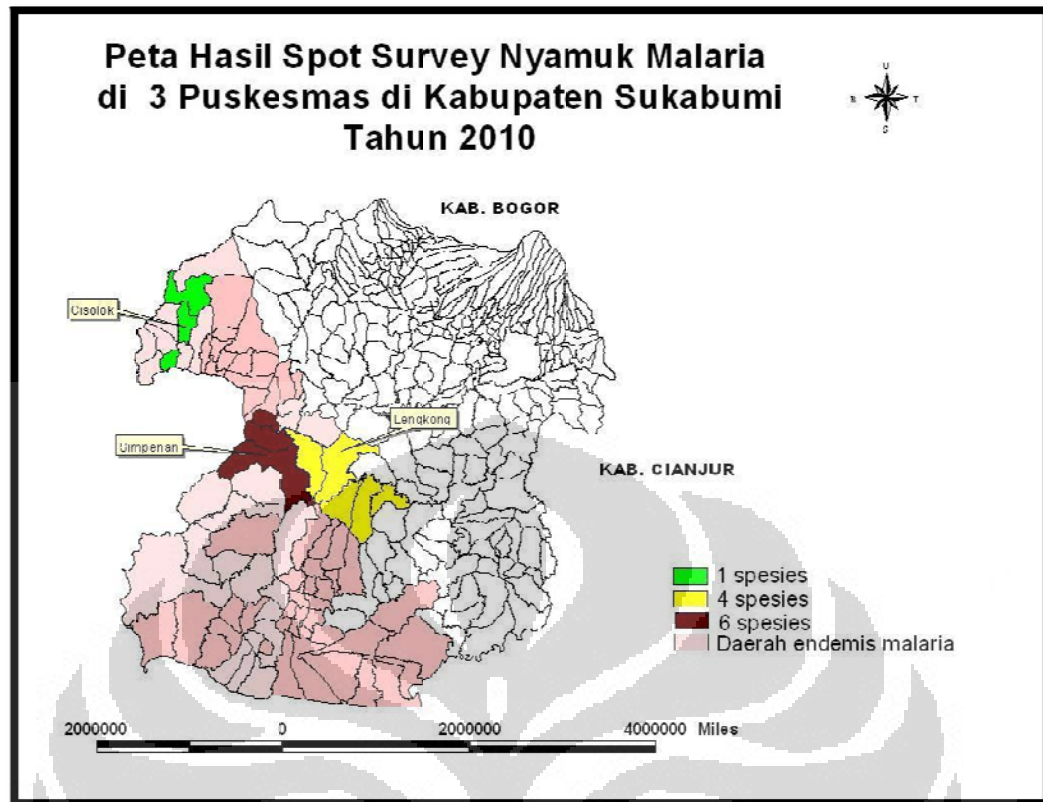 Peta Hasil Spot Survey Nyamuk Malaria
di 3 Puskesmas di Kabupaten Sukabumi
Tahun 2010
U
B T
S
KAB. BOGOR
Cisolok
Lengkong
Simpenan
KAB. CIANJUR
1 spesies
4 spesies
6 spesies
Daerah endemis malaria
2000000 0 2000000 4000000 Miles